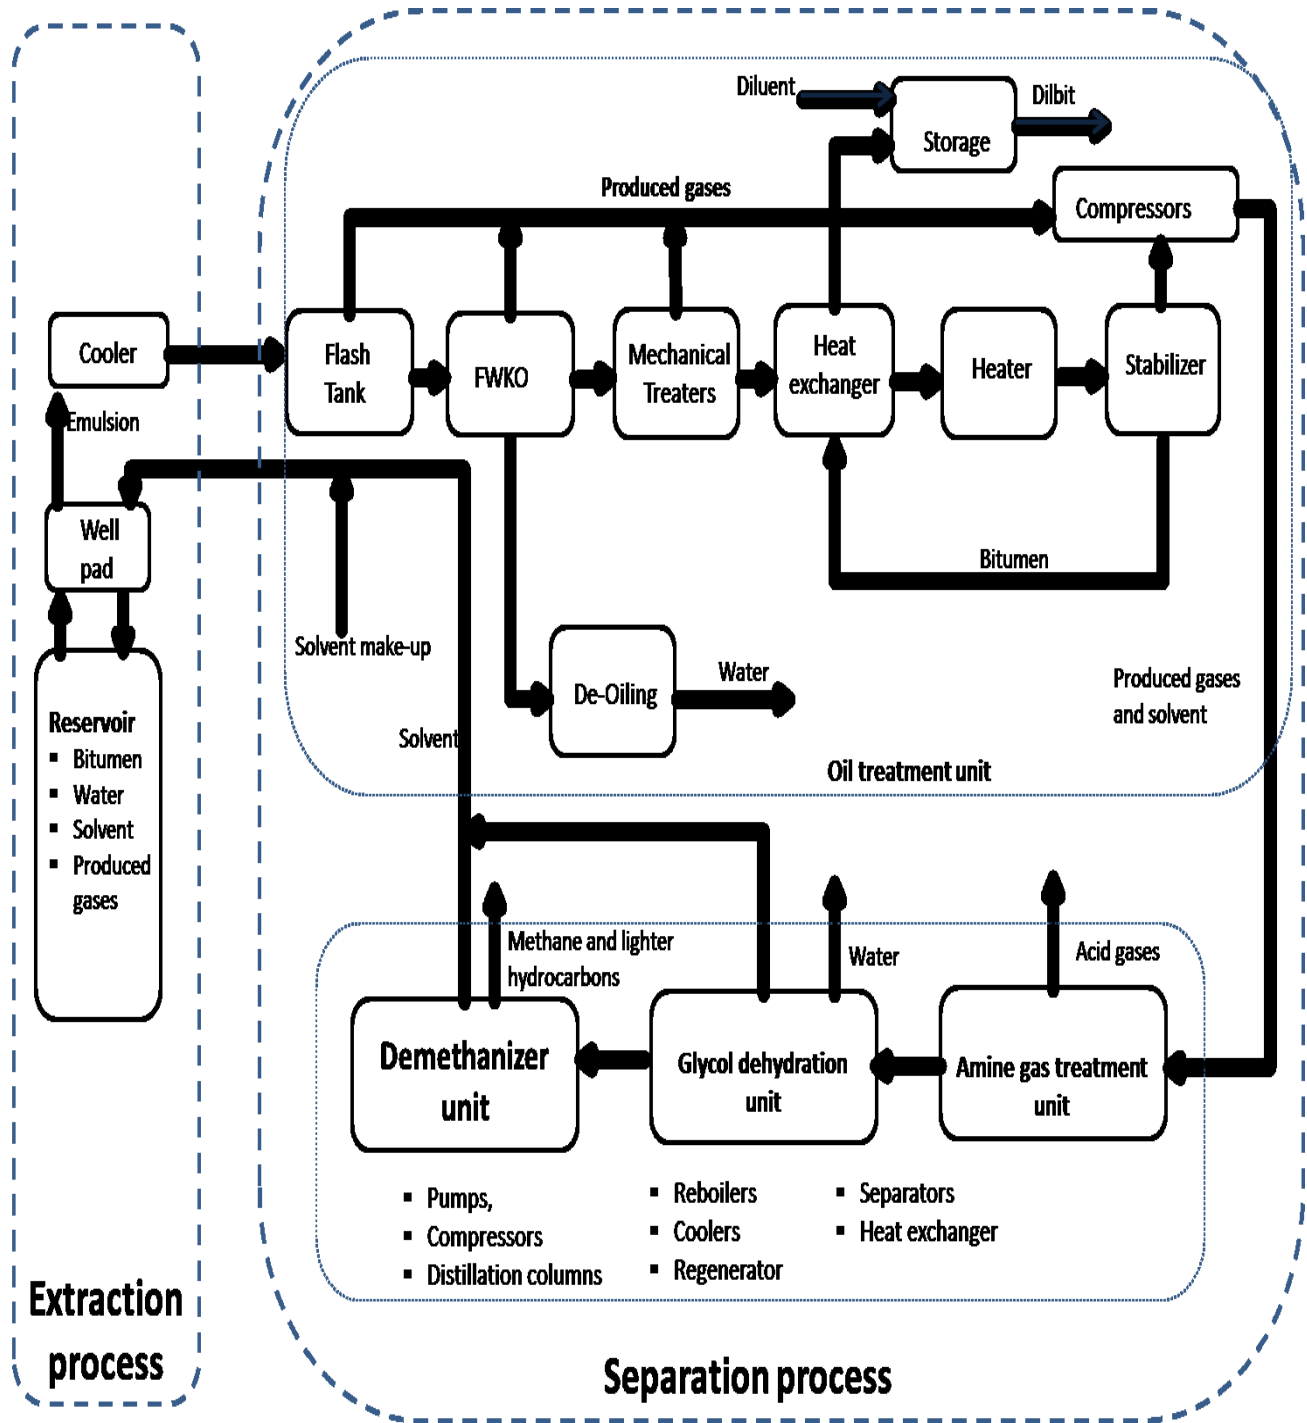 Diluent
Dilbit
Storage
Produced gases
Compressors
Cooler
Flash
Tank
FWKO
Mechanical
Treaters
Heat
exchanger
Heater
Stabilizer
Emulsion
Well
pad
Bitumen
Solvent make-up
De-Oiling
Water
Produced gases
and solvent
Reservoir
▪ Bitumen
▪ Water
▪ Solvent
▪ Produced
gases
Solvent
Oil treatment unit
Methane and lighter
hydrocarbons
Water
Acid gases
Demethanizer
unit
Glycol dehydration
unit
Amine gas treatment
unit
▪ Pumps,
▪ Compressors
▪ Distillation columns
▪ Reboilers
▪ Coolers
▪ Regenerator
▪ Separators
▪ Heat exchanger
Extraction
process
Separation process